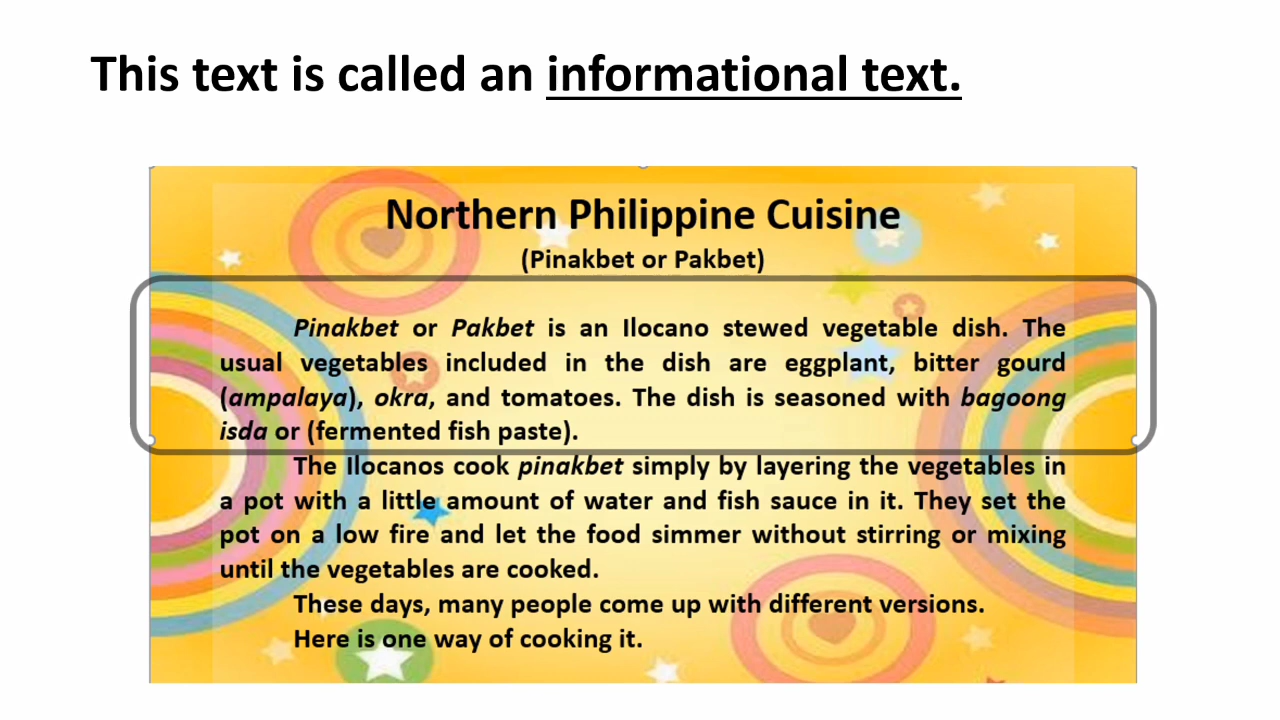 This text is called an informational text.
Northern Philippine Cuisine
(Pinakbet or Pakbet)
Pinakbet or Pakbet is an Ilocano stewed vegetable dish. The
usual vegetables included in the dish are eggplant, bitter gourd
(ampalaya), okra, and tomatoes. The dish is seasoned with bagoong
isda or (fermented fish paste).
The Ilocanos cook pinakbet simply by layering the vegetables in
a pot with a little amount of water and fish sauce in it. They set the
pot on a low fire and let the food simmer without stirring or mixing
until the vegetables are cooked.
These days, many people come up with different versions.
Here is one way of cooking it.